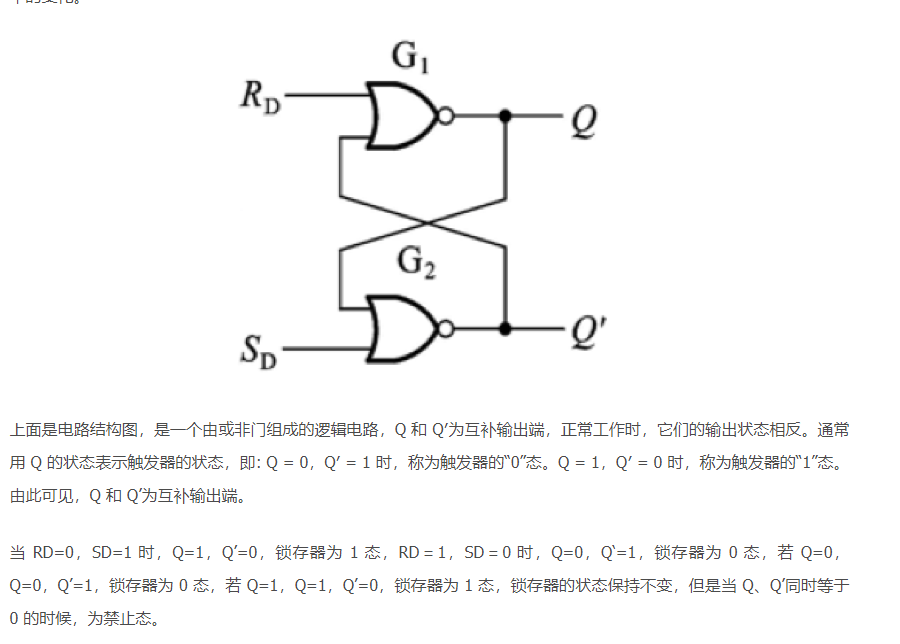 G1
RD
Q
G2
SD
Q'
上面是电路结构图，是一个由或非门组成的逻辑电路，Q 和 Q′为互补输出端，正常工作时，它们的输出状态相反。通常
用 Q 的状态表示触发器的状态，即: Q = 0，Q′ = 1 时，称为触发器的“0”态。Q = 1，Q′ = 0 时，称为触发器的“1”态。
由此可见，Q 和 Q′为互补输出端。
当 RD=0，SD=1 时，Q=1，Q′=0，锁存器为 1 态，RD = 1，SD = 0 时，Q=0，Q‘=1，锁存器为 0 态，若 Q=0，
Q=0，Q′=1，锁存器为 0 态，若 Q=1，Q=1，Q′=0，锁存器为 1 态，锁存器的状态保持不变，但是当 Q、Q′同时等于
0 的时候，为禁止态。